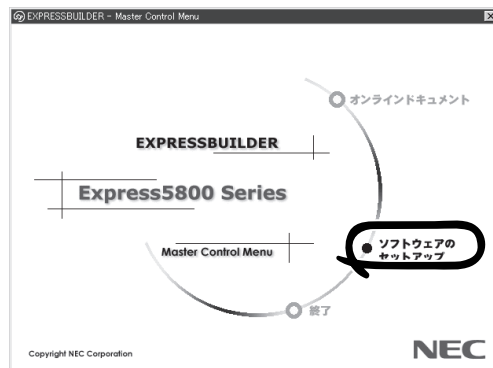 EXPRESSBUILDER - Master Control Menu
オンラインドキュメント
EXPRESSBUILDER
Express5800 Series
ソフトウェアの
セットアップ
Master Control Menu
終了
Copyright NEC Corporation
NEC